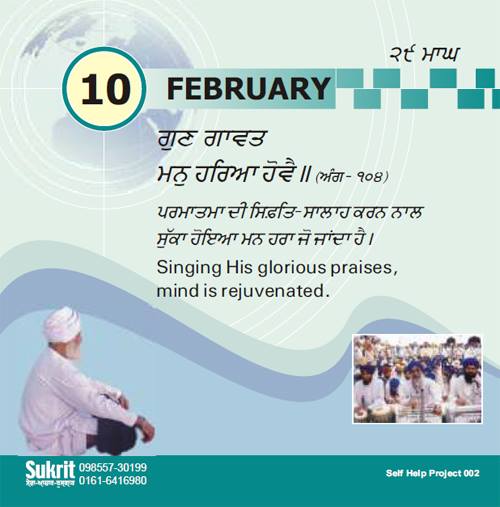 ੨੯ ਮਾਘ
10 FEBRUARY
ਗੁਣ ਗਾਵਤ
ਮਨੁ ਹਰਿਆ ਹੋਵੈ॥ (ਅੰਗ- ੧੦੪)
ਪਰਮਾਤਮਾ ਦੀ ਸਿਫ਼ਤਿ-ਸਾਲਾਹ ਕਰਨ ਨਾਲ
ਸੁੱਕਾ ਹੋਇਆ ਮਨ ਹਰਾ ਜੋ ਜਾਂਦਾ ਹੈ।
Singing His glorious praises,
mind is rejuvenated.
Sukrit 098557-30199
0161-6416980
Self Help Project 002